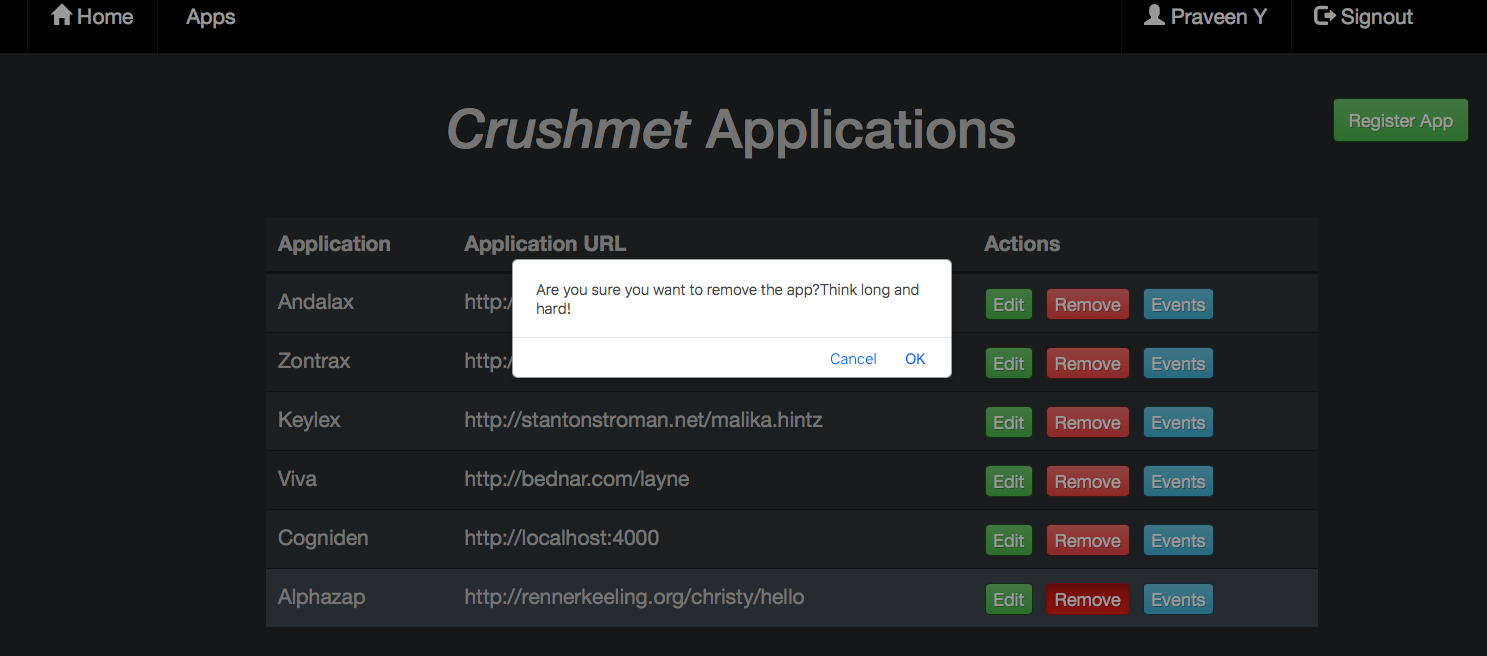 Home Apps Praveen Y Signout
Crushmet Applications
Register App
Application Application URL Actions
Andalax http:/ Edit Remove Events
Zontrax http:/ Edit Remove Events
Are you sure you want to remove the app?Think long and
hard!
Cancel OK
Keylex http://stantonstroman.net/malika.hintz Edit Remove Events
Viva http://bednar.com/layne Edit Remove Events
Cogniden http://localhost:4000 Edit Remove Events
Alphazap http://rennerkeeling.org/christy/hello Edit Remove Events